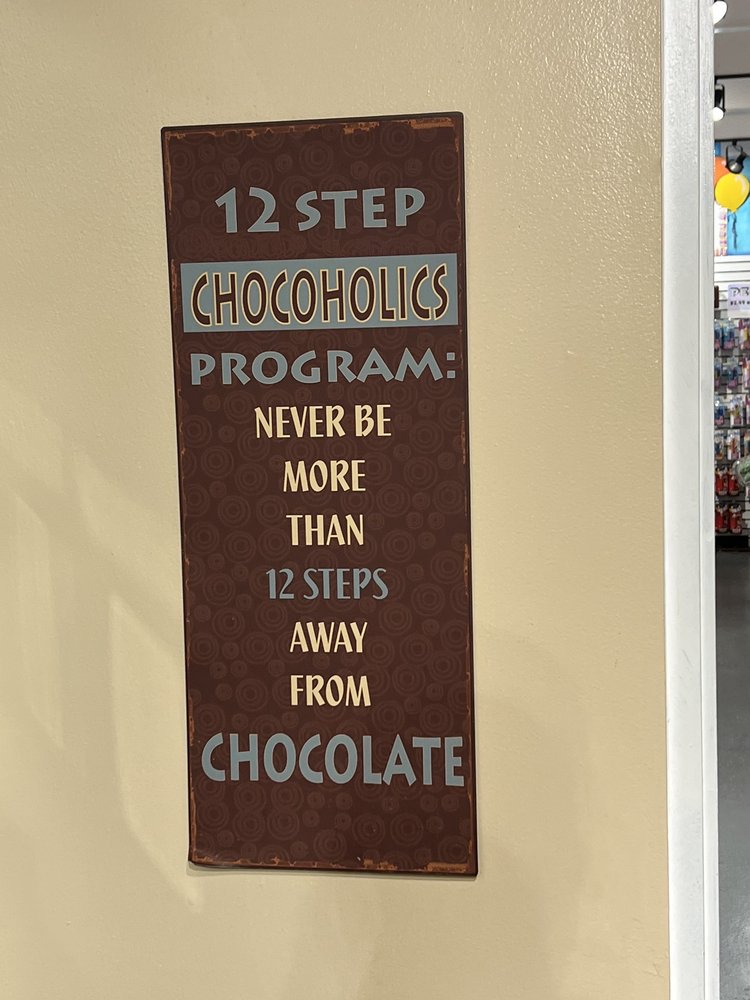 12 STEP
CHOCOHOLICS
PROGRAM:
NEVER BE
MORE
THAN
12 STEPS
AWAY
FROM
CHOCOLATE